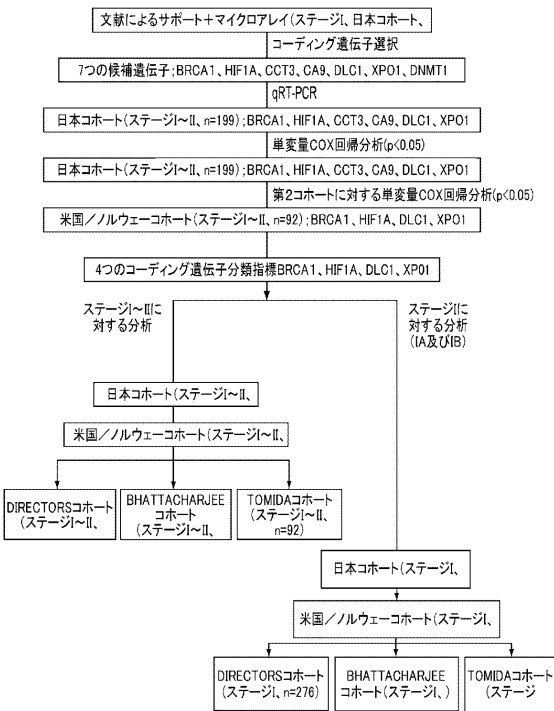 文献によるサポート+マイクロアレイ(ステージI、日本コホート、
コーディング遺伝子選択
7つの候補遺伝子;BRCA1、HIF1A、CCT3、CA9、DLC1、XPO1、DNMT1
qRT-PCR
日本コホート(ステージI~II、n=199);BRCA1、HIF1A、CCT3、CA9、DLC1、XPO1
単変量COX回帰分析(p<0.05)
日本コホート(ステージI~II、n=199);BRCA1、HIF1A、CCT3、CA9、DLC1、XPO1
第2コホートに対する単変量COX回帰分析(p<0.05)
米国/ノルウェーコホート(ステージI~II、n=92);BRCA1、HIF1A、DLC1、XPO1
4つのコーディング遺伝子分類指標BRCA1、HIF1A、DLC1、XPO1
ステージI~IIに
対する分析
日本コホート(ステージI~II、
米国/ノルウェーコホート(ステージI~II、
DIRECTORSコホート
(ステージI~II、
BHATTACHARJEE
コホート
(ステージI~II、
TOMIDAコホート
(ステージI~II、
n=92)
ステージIに
対する分析
(IA及びIB)
日本コホート(ステージI、
米国/ノルウェーコホート(ステージI、
DIRECTORSコホート
(ステージI、n=276)
BHATTACHARJEE
コホート(ステージI、)
TOMIDAコホート
(ステージ